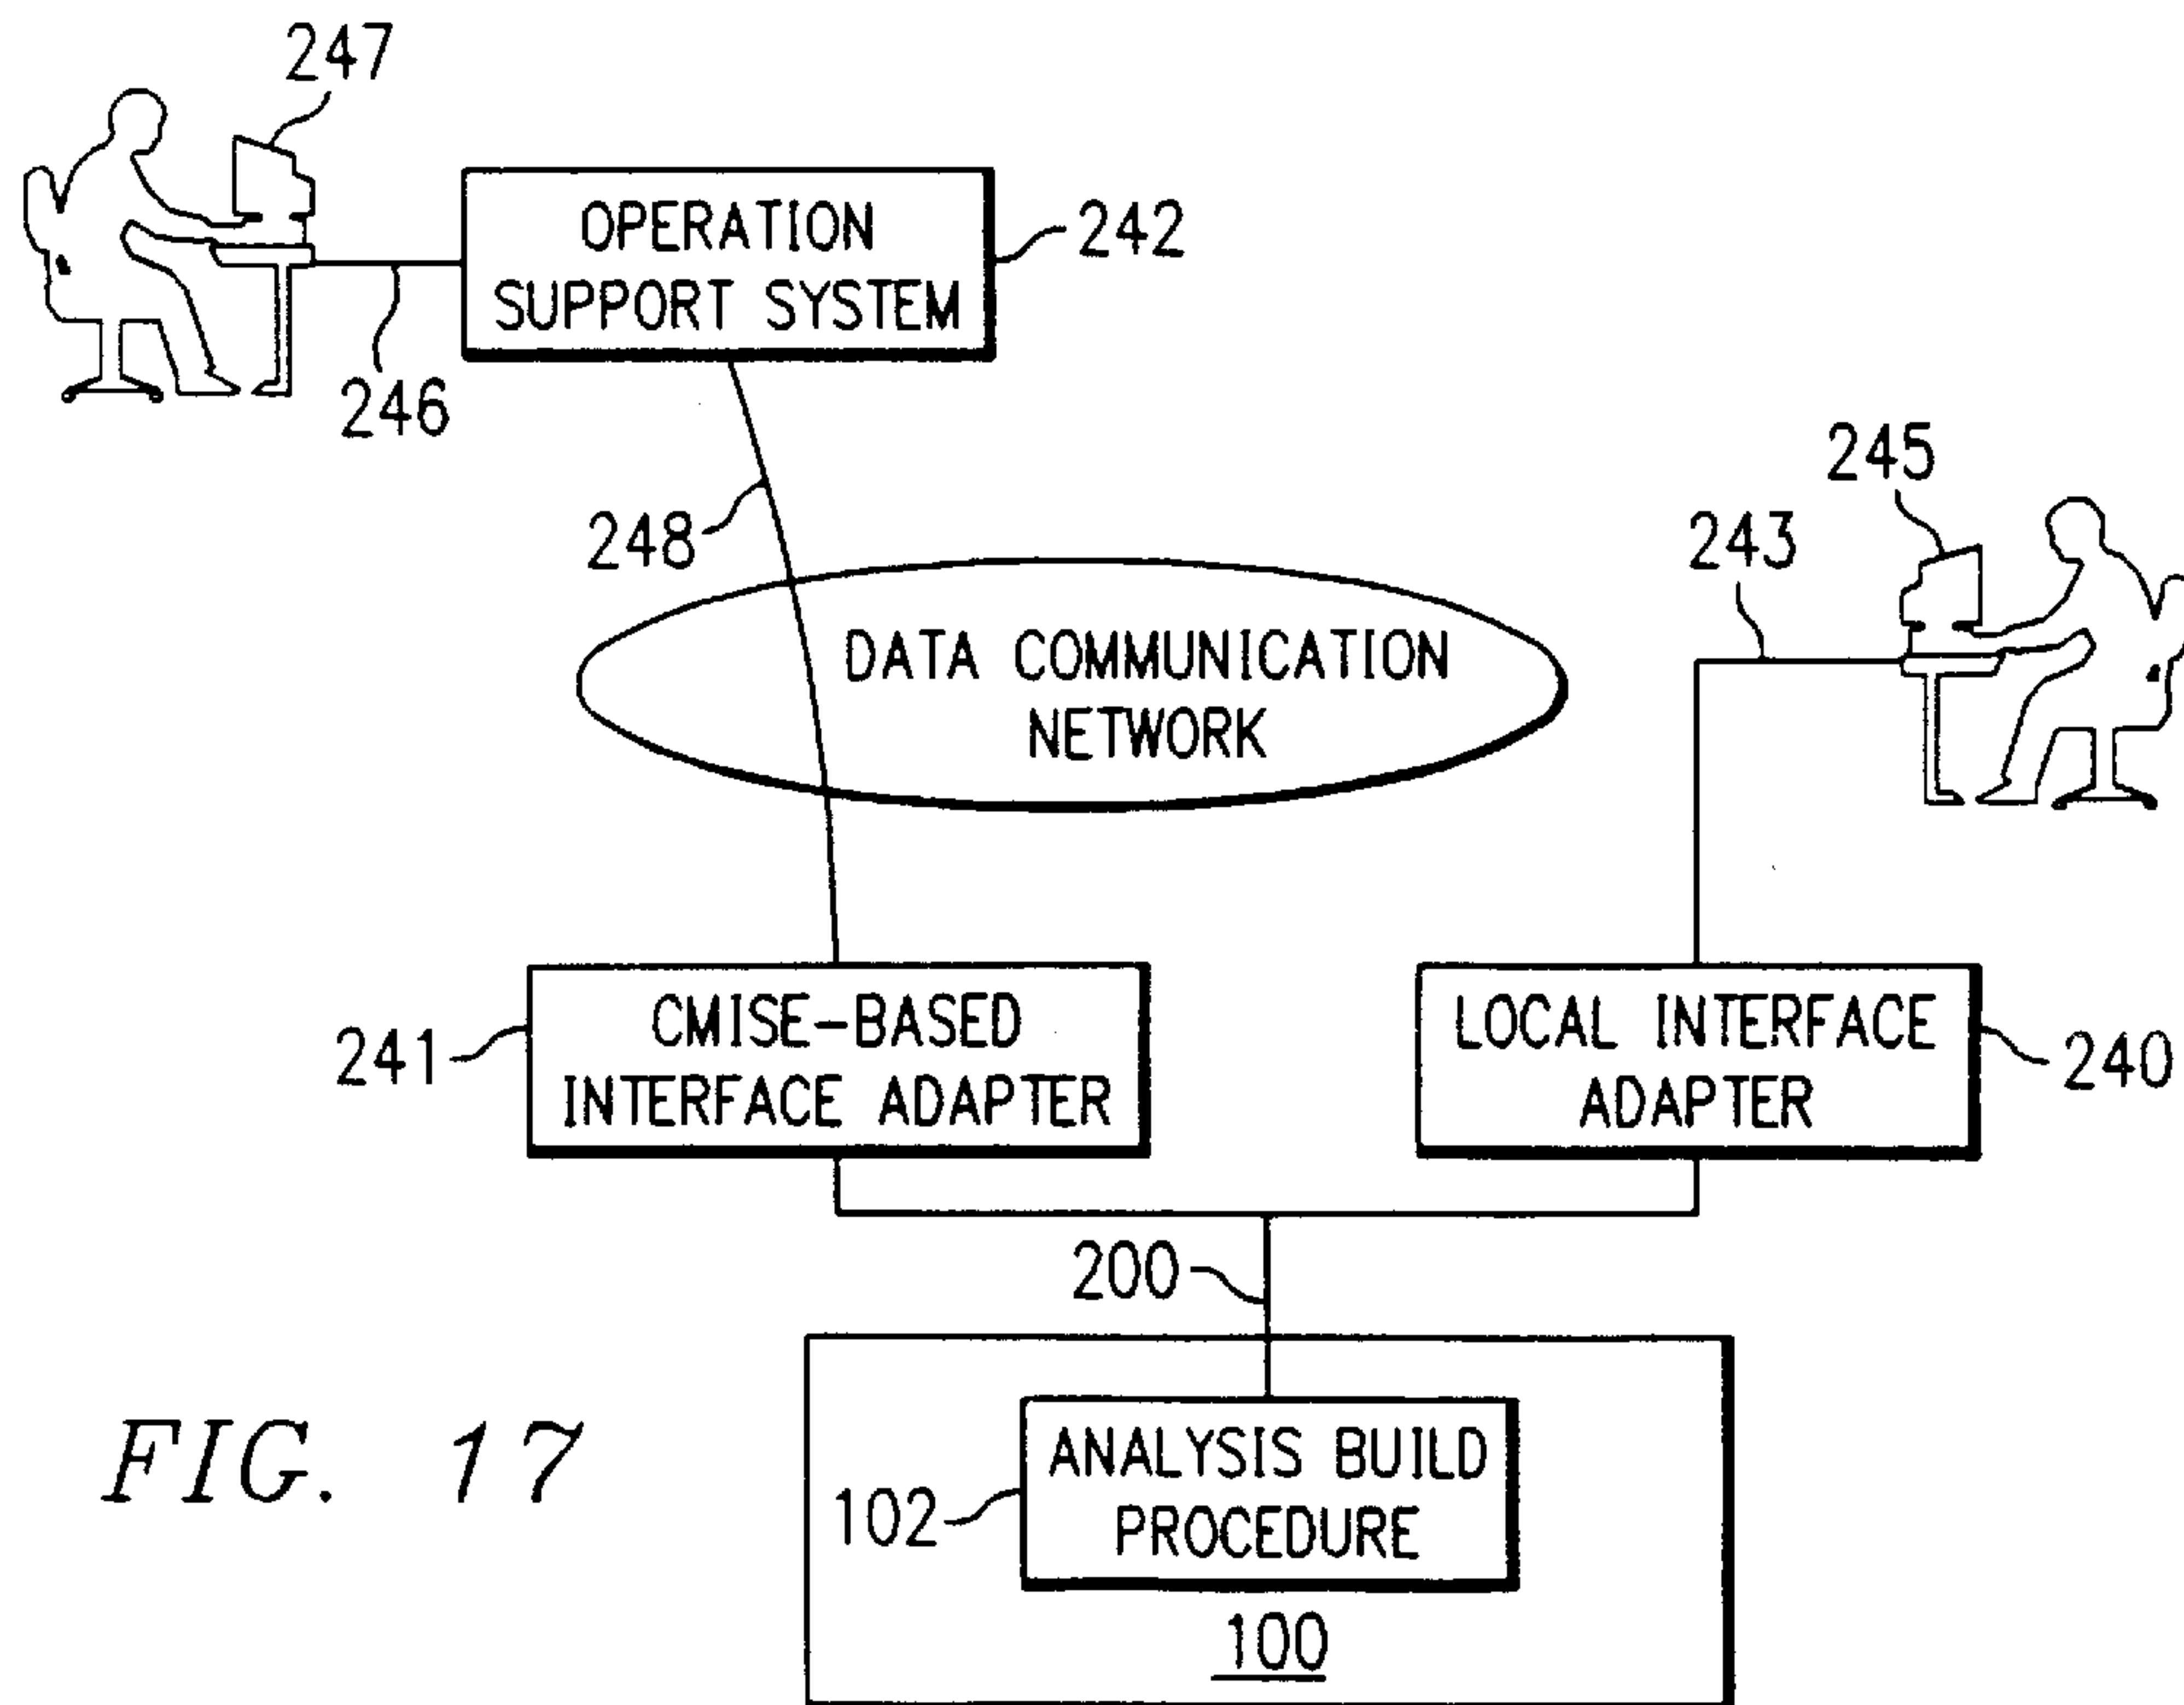 247
OPERATION
SUPPORT SYSTEM
242
246
248
245
243
DATA COMMUNICATION
NETWORK
241
CMISE-BASED
INTERFACE ADAPTER
LOCAL INTERFACE
ADAPTER
240
200
102
ANALYSIS BUILD
PROCEDURE
100
FIG. 17